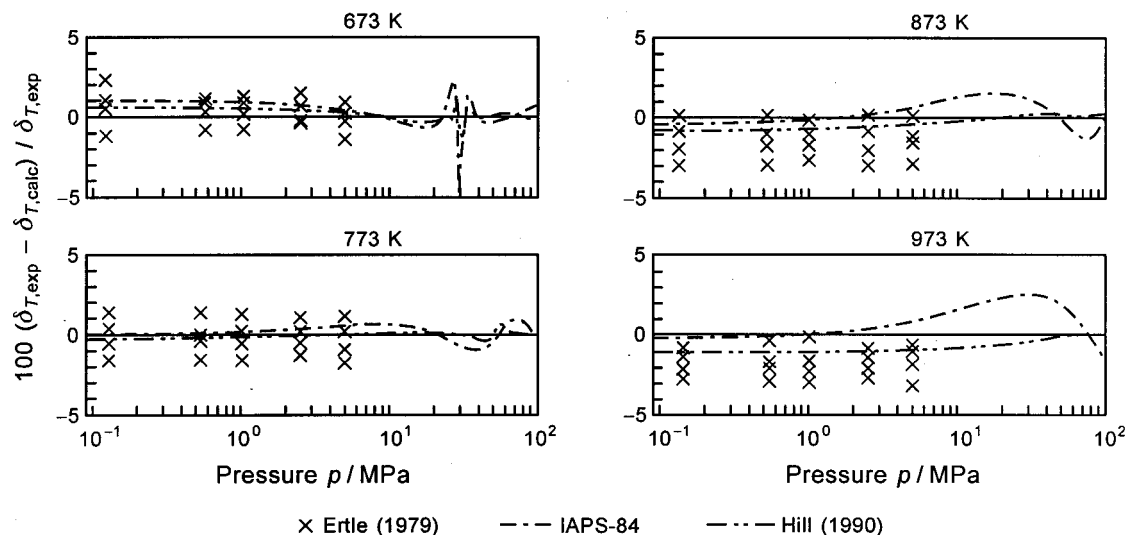 673 K
873 K
5
0
−5
5
0
−5
100 (δT,exp − δT,calc) / δT,exp
773 K
973 K
5
0
−5
5
0
−5
10⁻¹ 10⁰ 10¹ 10²
10⁻¹ 10⁰ 10¹ 10²
Pressure p / MPa
Pressure p / MPa
× Ertle (1979) IAPS-84 Hill (1990)